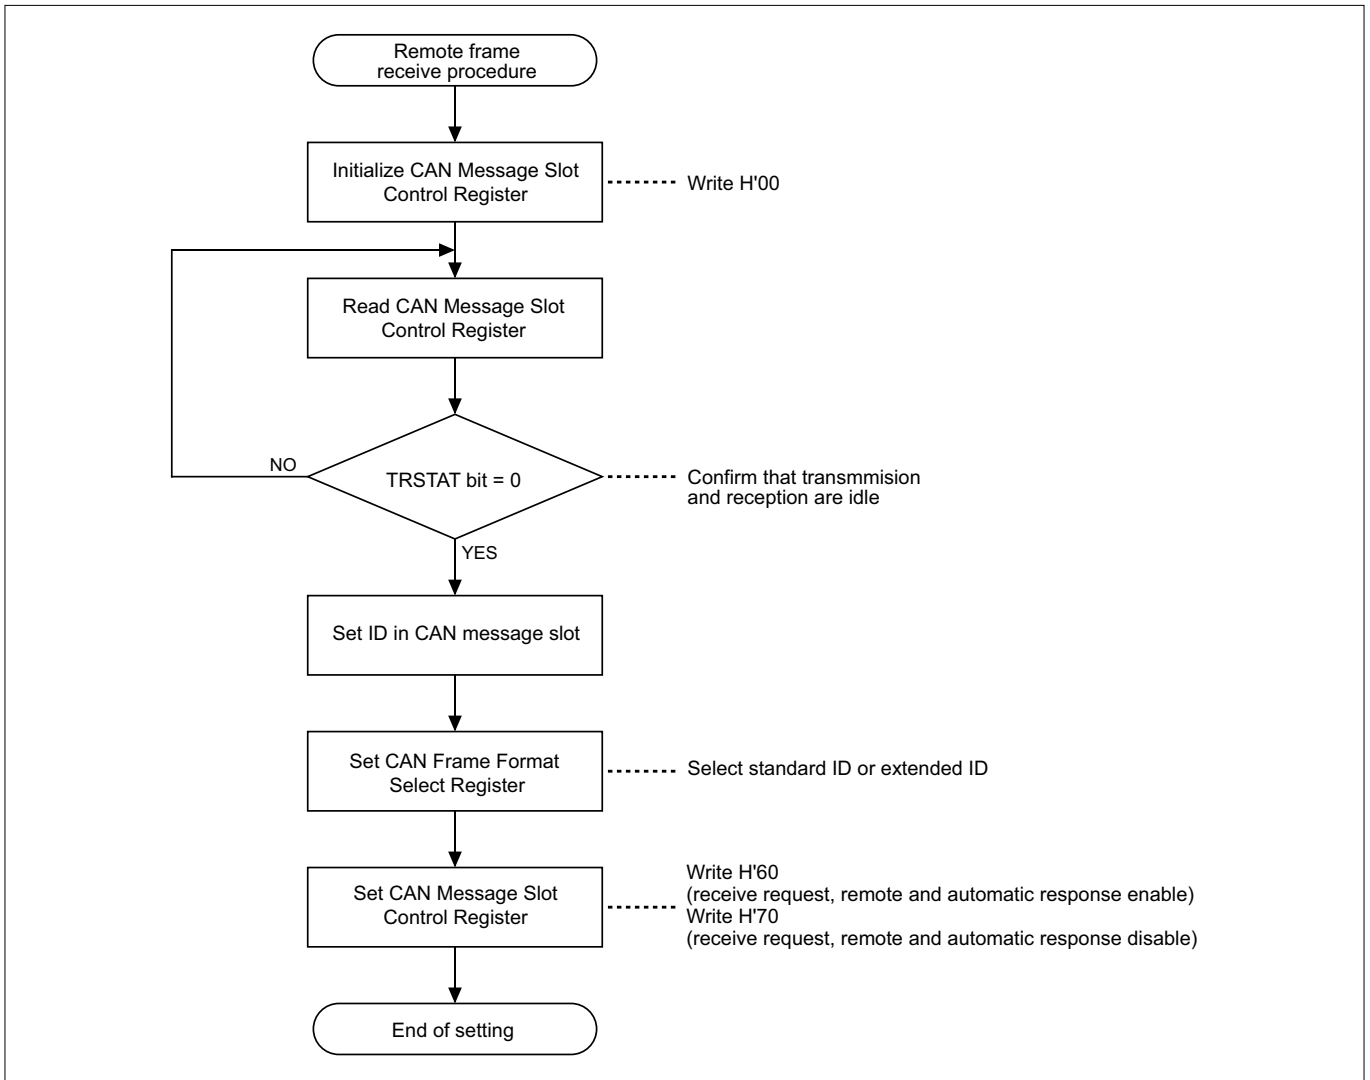 Remote frame
receive procedure
Initialize CAN Message Slot
Control Register
Write H'00
Read CAN Message Slot
Control Register
NO
TRSTAT bit = 0
Confirm that transmmision
and reception are idle
YES
Set ID in CAN message slot
Set CAN Frame Format
Select Register
Select standard ID or extended ID
Set CAN Message Slot
Control Register
Write H'60
(receive request, remote and automatic response enable)
Write H'70
(receive request, remote and automatic response disable)
End of setting